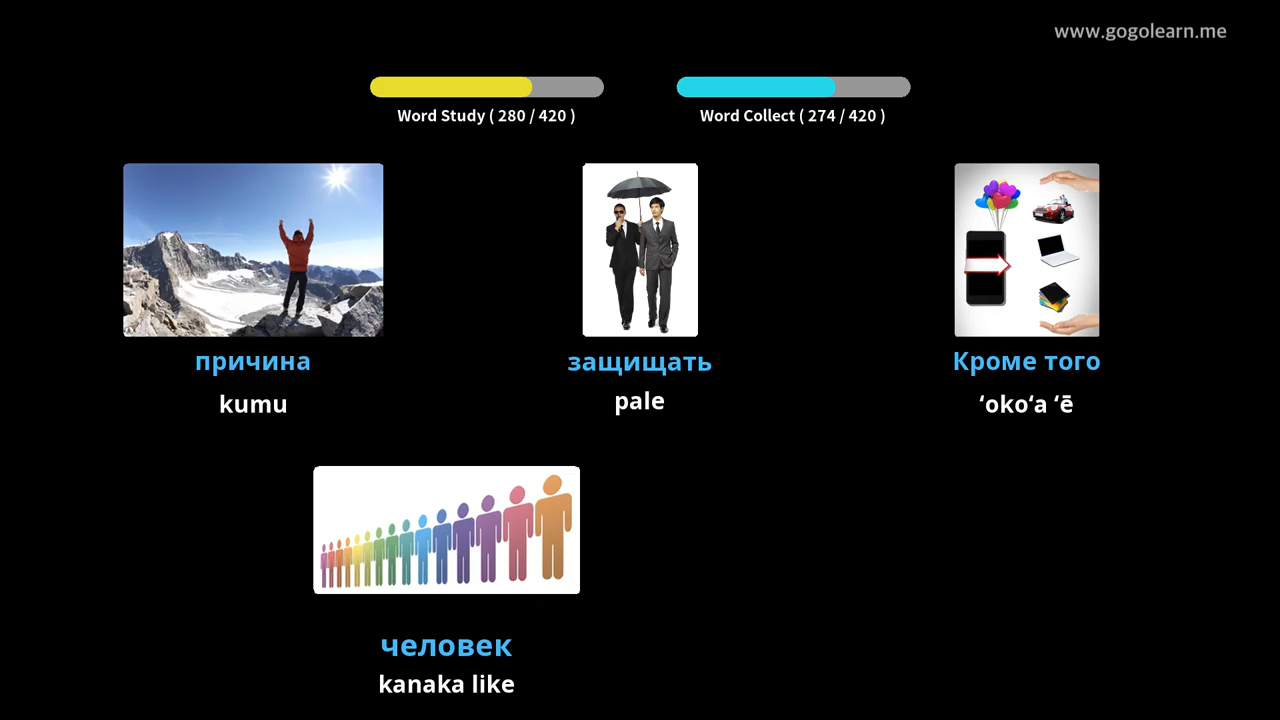 www.gogolearn.me
Word Study ( 280 / 420 )
Word Collect ( 274 / 420 )
причина
защищать
Кроме того
kumu
pale
ʻokoʻa ʻē
человек
kanaka like